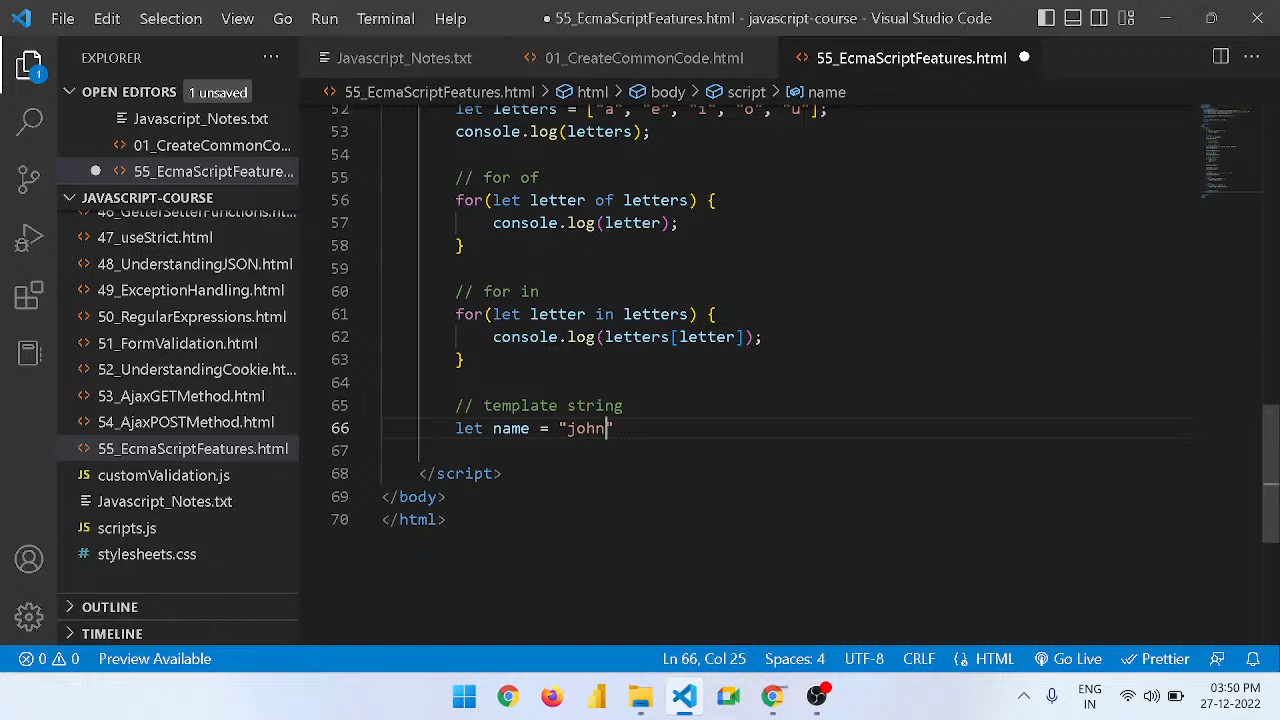 File Edit Selection View Go Run Terminal Help
● 55_EcmaScriptFeatures.html - javascript-course - Visual Studio Code
EXPLORER ···
Javascript_Notes.txt 01_CreateCommonCode.html 55_EcmaScriptFeatures.html
OPEN EDITORS 1 unsaved
55_EcmaScriptFeatures.html > html > body > script > name
Javascript_Notes.txt
01_CreateCommonCo...
55_EcmaScriptFeature...
JAVASCRIPT-COURSE
46_GetterSetterFunctions.html
47_useStrict.html
48_UnderstandingJSON.html
49_ExceptionHandling.html
50_RegularExpressions.html
51_FormValidation.html
52_UnderstandingCookie.ht...
53_AjaxGETMethod.html
54_AjaxPOSTMethod.html
55_EcmaScriptFeatures.html
customValidation.js
Javascript_Notes.txt
scripts.js
stylesheets.css
OUTLINE
TIMELINE
52 let letters = ["a", "e", "i", "o", "u"];
53 console.log(letters);
54
55 // for of
56 for(let letter of letters) {
57 console.log(letter);
58 }
59
60 // for in
61 for(let letter in letters) {
62 console.log(letters[letter]);
63 }
64
65 // template string
66 let name = "john"
67
68 </script>
69 </body>
70 </html>
0 0 Preview Available Ln 66, Col 25 Spaces: 4 UTF-8 CRLF HTML Go Live Prettier
ENG
IN
03:50 PM
27-12-2022
1